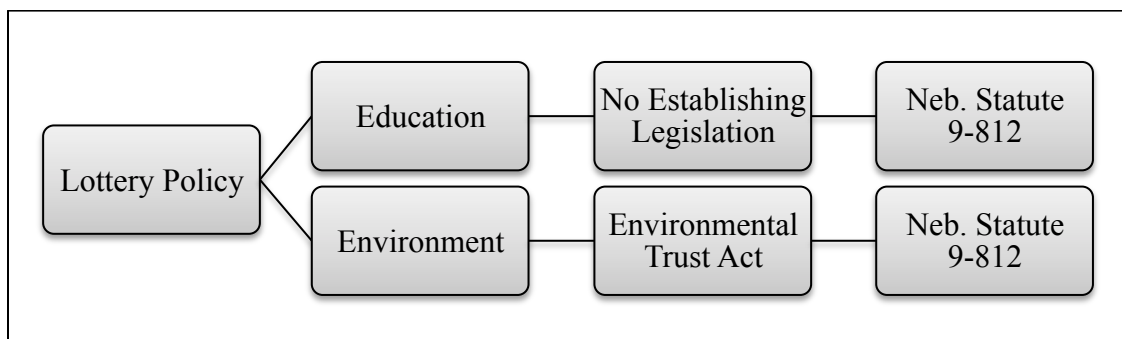 Lottery Policy
Education
No Establishing
Legislation
Neb. Statute
9-812
Environment
Environmental
Trust Act
Neb. Statute
9-812